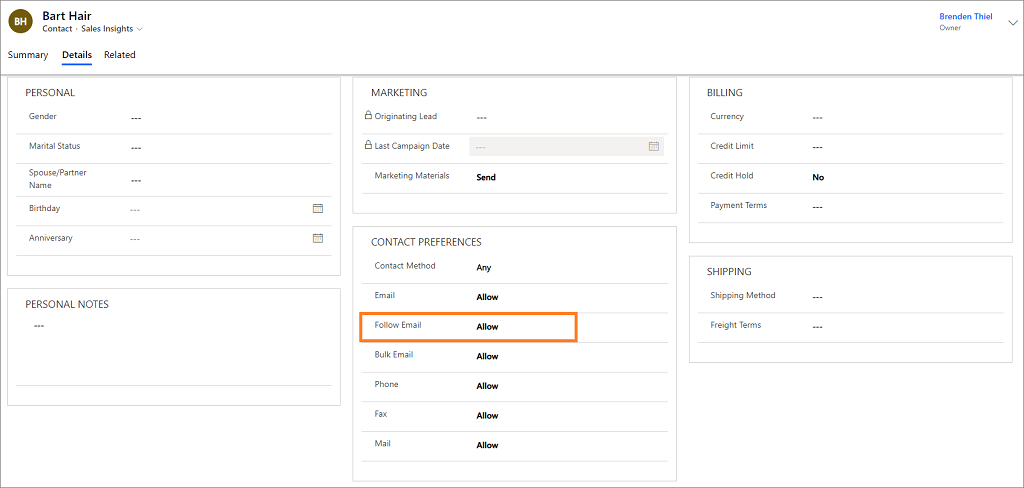 BH
Bart Hair
Contact · Sales Insights
Brenden Thiel
Owner
Summary
Details
Related
PERSONAL
Gender
---
Marital Status
---
Spouse/Partner
Name
---
Birthday
---
Anniversary
---
PERSONAL NOTES
---
MARKETING
Originating Lead
---
Last Campaign Date
---
Marketing Materials
Send
CONTACT PREFERENCES
Contact Method
Any
Email
Allow
Follow Email
Allow
Bulk Email
Allow
Phone
Allow
Fax
Allow
Mail
Allow
BILLING
Currency
---
Credit Limit
---
Credit Hold
No
Payment Terms
---
SHIPPING
Shipping Method
---
Freight Terms
---